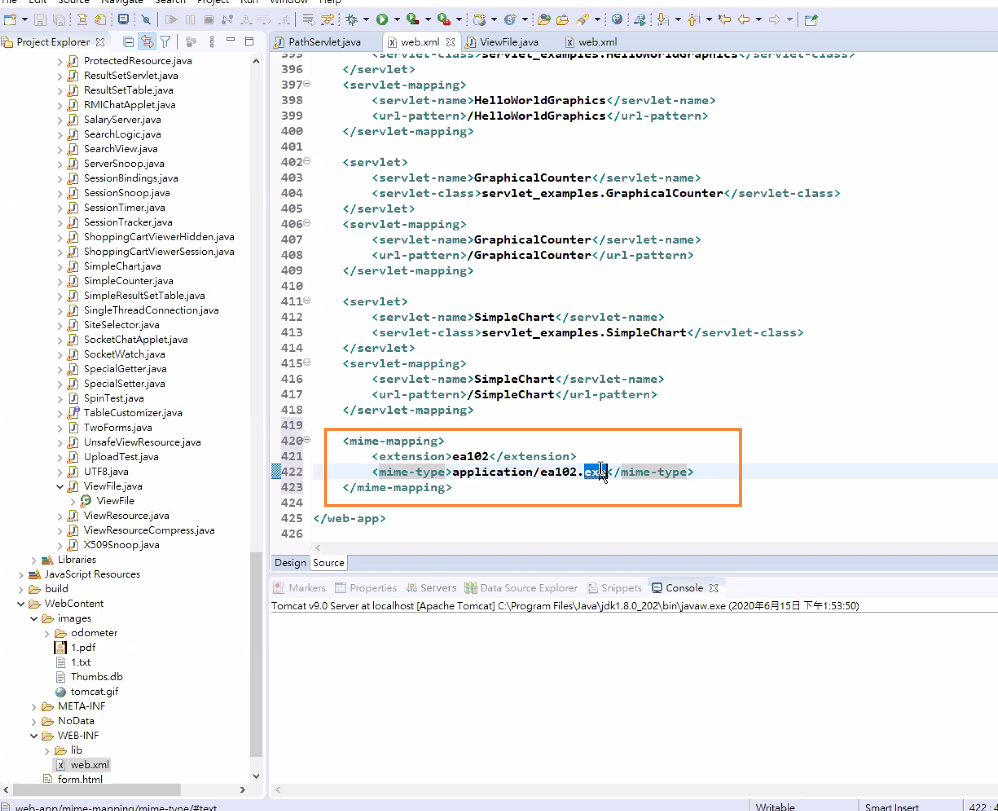 Edit Source Navigate Search Project Run Window Help
Project Explorer
ProtectedResource.java
ResultSetServlet.java
ResultSetTable.java
RMIChatApplet.java
SalaryServer.java
SearchLogic.java
SearchView.java
ServerSnoop.java
SessionBindings.java
SessionSnoop.java
SessionTimer.java
SessionTracker.java
ShoppingCartViewerHidden.java
ShoppingCartViewerSession.java
SimpleChart.java
SimpleCounter.java
SimpleResultSetTable.java
SingleThreadConnection.java
SiteSelector.java
SocketChatApplet.java
SocketWatch.java
SpecialGetter.java
SpecialSetter.java
SpinTest.java
TableCustomizer.java
TwoForms.java
UnsafeViewResource.java
UploadTest.java
UTF8.java
ViewFile.java
ViewFile
ViewResource.java
ViewResourceCompress.java
X509Snoop.java
Libraries
JavaScript Resources
build
WebContent
images
odometer
1.pdf
1.txt
Thumbs.db
tomcat.gif
META-INF
NoData
WEB-INF
lib
web.xml
form.html
PathServlet.java web.xml ViewFile.java web.xml
395 <servlet-class>servlet_examples.HelloWorldGraphics</servlet-class>
396 </servlet>
397 <servlet-mapping>
398 <servlet-name>HelloWorldGraphics</servlet-name>
399 <url-pattern>/HelloWorldGraphics</url-pattern>
400 </servlet-mapping>
401
402 <servlet>
403 <servlet-name>GraphicalCounter</servlet-name>
404 <servlet-class>servlet_examples.GraphicalCounter</servlet-class>
405 </servlet>
406 <servlet-mapping>
407 <servlet-name>GraphicalCounter</servlet-name>
408 <url-pattern>/GraphicalCounter</url-pattern>
409 </servlet-mapping>
410
411 <servlet>
412 <servlet-name>SimpleChart</servlet-name>
413 <servlet-class>servlet_examples.SimpleChart</servlet-class>
414 </servlet>
415 <servlet-mapping>
416 <servlet-name>SimpleChart</servlet-name>
417 <url-pattern>/SimpleChart</url-pattern>
418 </servlet-mapping>
419
420 <mime-mapping>
421 <extension>ea102</extension>
422 <mime-type>application/ea102.exe</mime-type>
423 </mime-mapping>
424
425 </web-app>
426
Design Source
Markers Properties Servers Data Source Explorer Snippets Console
Tomcat v9.0 Server at localhost [Apache Tomcat] C:\Program Files\Java\jdk1.8.0_202\bin\javaw.exe (2020年6月15日 下午1:53:50)
web-app/mime-mapping/mime-type/#text Writable Smart Insert